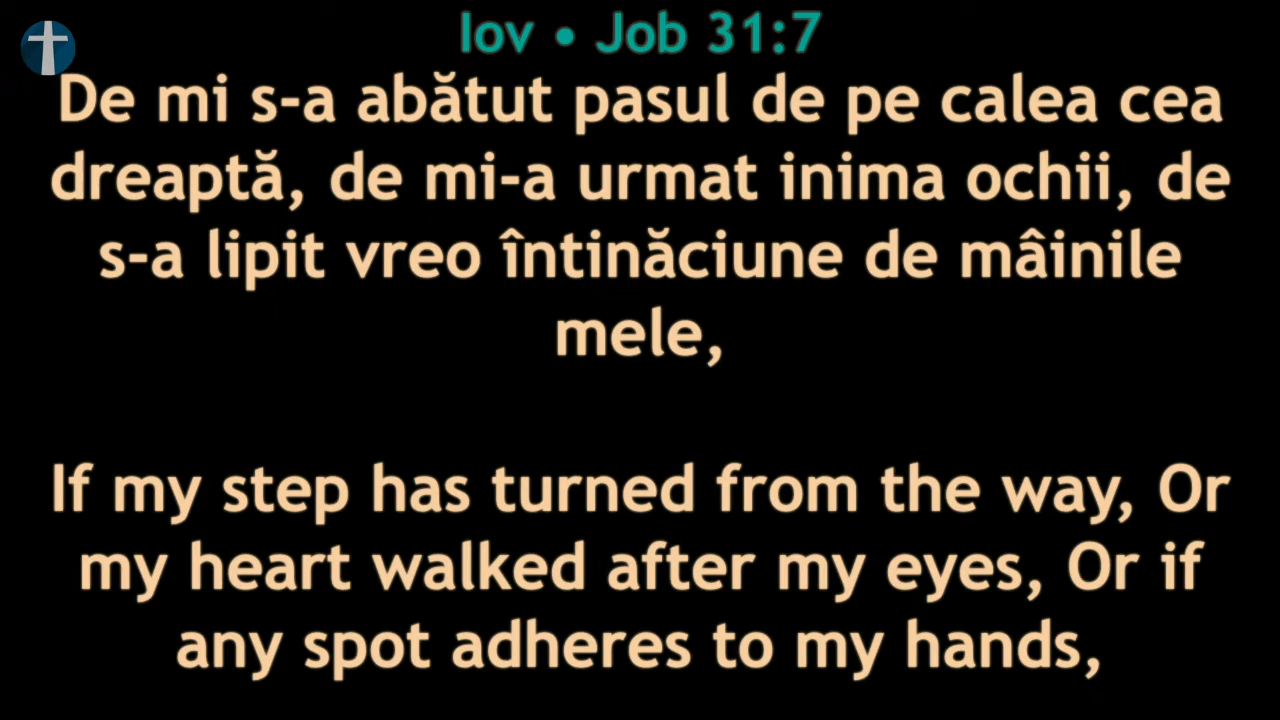 Iov • Job 31:7
De mi s-a abătut pasul de pe calea cea
dreaptă, de mi-a urmat inima ochii, de
s-a lipit vreo întinăciune de mâinile
mele,
If my step has turned from the way, Or
my heart walked after my eyes, Or if
any spot adheres to my hands,